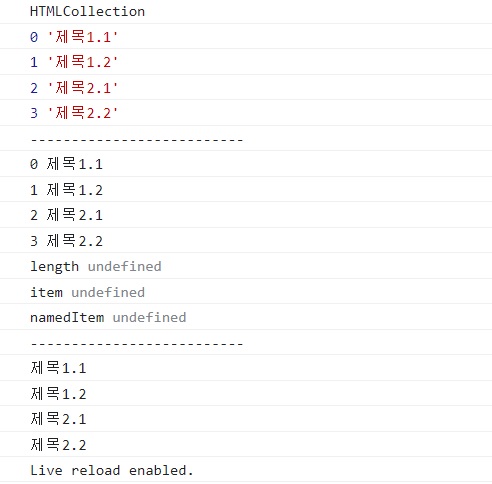 HTMLCollection
0 '제목1.1'
1 '제목1.2'
2 '제목2.1'
3 '제목2.2'
--------------------------
0 제목1.1
1 제목1.2
2 제목2.1
3 제목2.2
length undefined
item undefined
namedItem undefined
--------------------------
제목1.1
제목1.2
제목2.1
제목2.2
Live reload enabled.